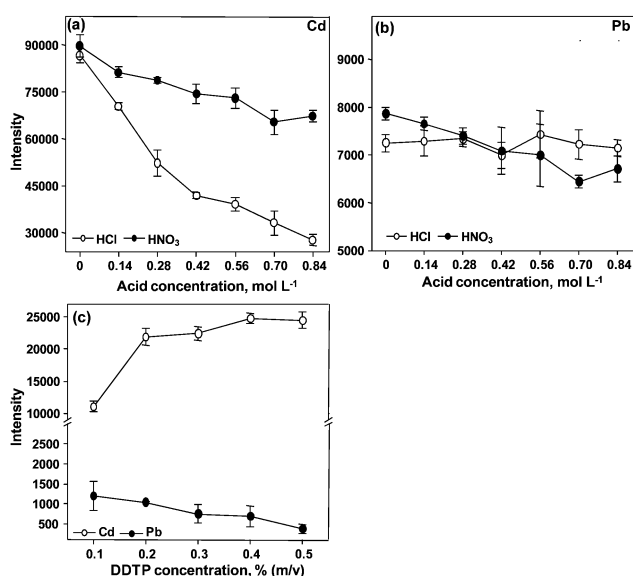 (a) Cd
90000
75000
60000
45000
30000
Intensity
HCl HNO3
0 0.14 0.28 0.42 0.56 0.70 0.84
Acid concentration, mol L-1
(b) Pb
9000
8000
7000
6000
5000
HCl HNO3
0 0.14 0.28 0.42 0.56 0.70 0.84
Acid concentration, mol L-1
(c)
25000
20000
15000
10000
2500
2000
1500
1000
500
Intensity
Cd Pb
0.1 0.2 0.3 0.4 0.5
DDTP concentration, % (m/v)